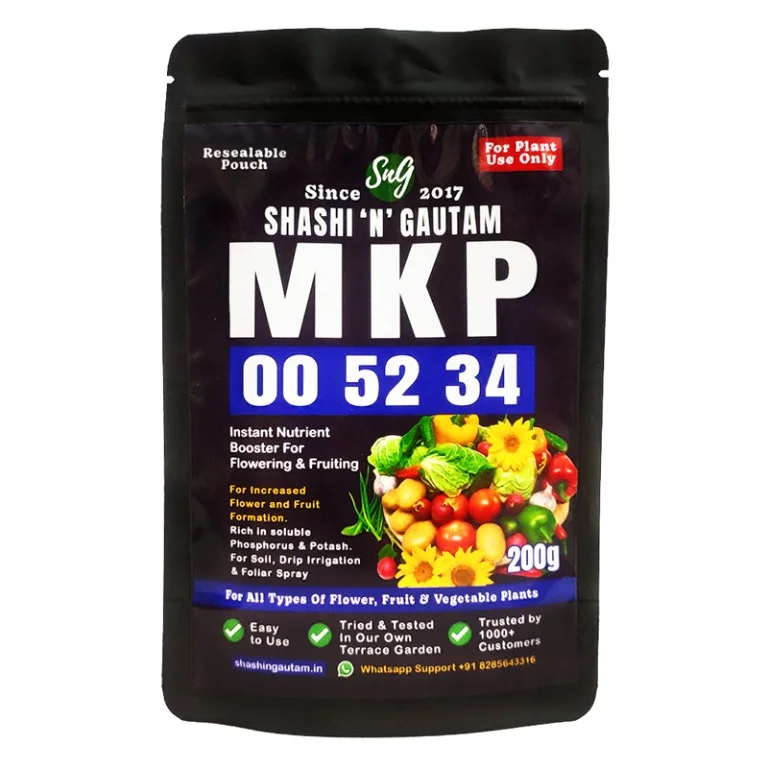 Resealable
Pouch
For Plant
Use Only
SnG
Since 2017
SHASHI 'N' GAUTAM
MKP
00 52 34
Instant Nutrient
Booster For
Flowering & Fruiting
For Increased
Flower and Fruit
Formation.
Rich in soluble
Phosphorus & Potash.
For Soil, Drip Irrigation
& Foliar Spray
200g
For All Types Of Flower, Fruit & Vegetable Plants
Easy
to Use
Tried & Tested
In Our Own
Terrace Garden
Trusted by
1000+
Customers
shashingautam.in
Whatsapp Support +91 8285643316